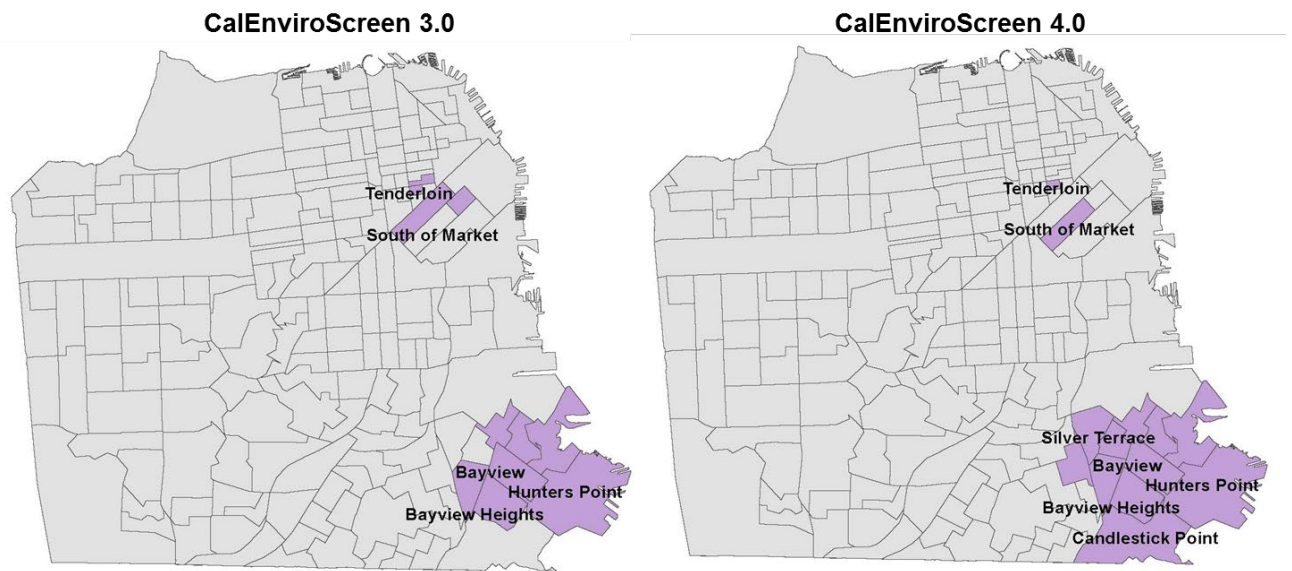 CalEnviroScreen 3.0
Tenderloin
South of Market
Bayview
Hunters Point
Bayview Heights
CalEnviroScreen 4.0
Tenderloin
South of Market
Silver Terrace
Bayview
Hunters Point
Bayview Heights
Candlestick Point